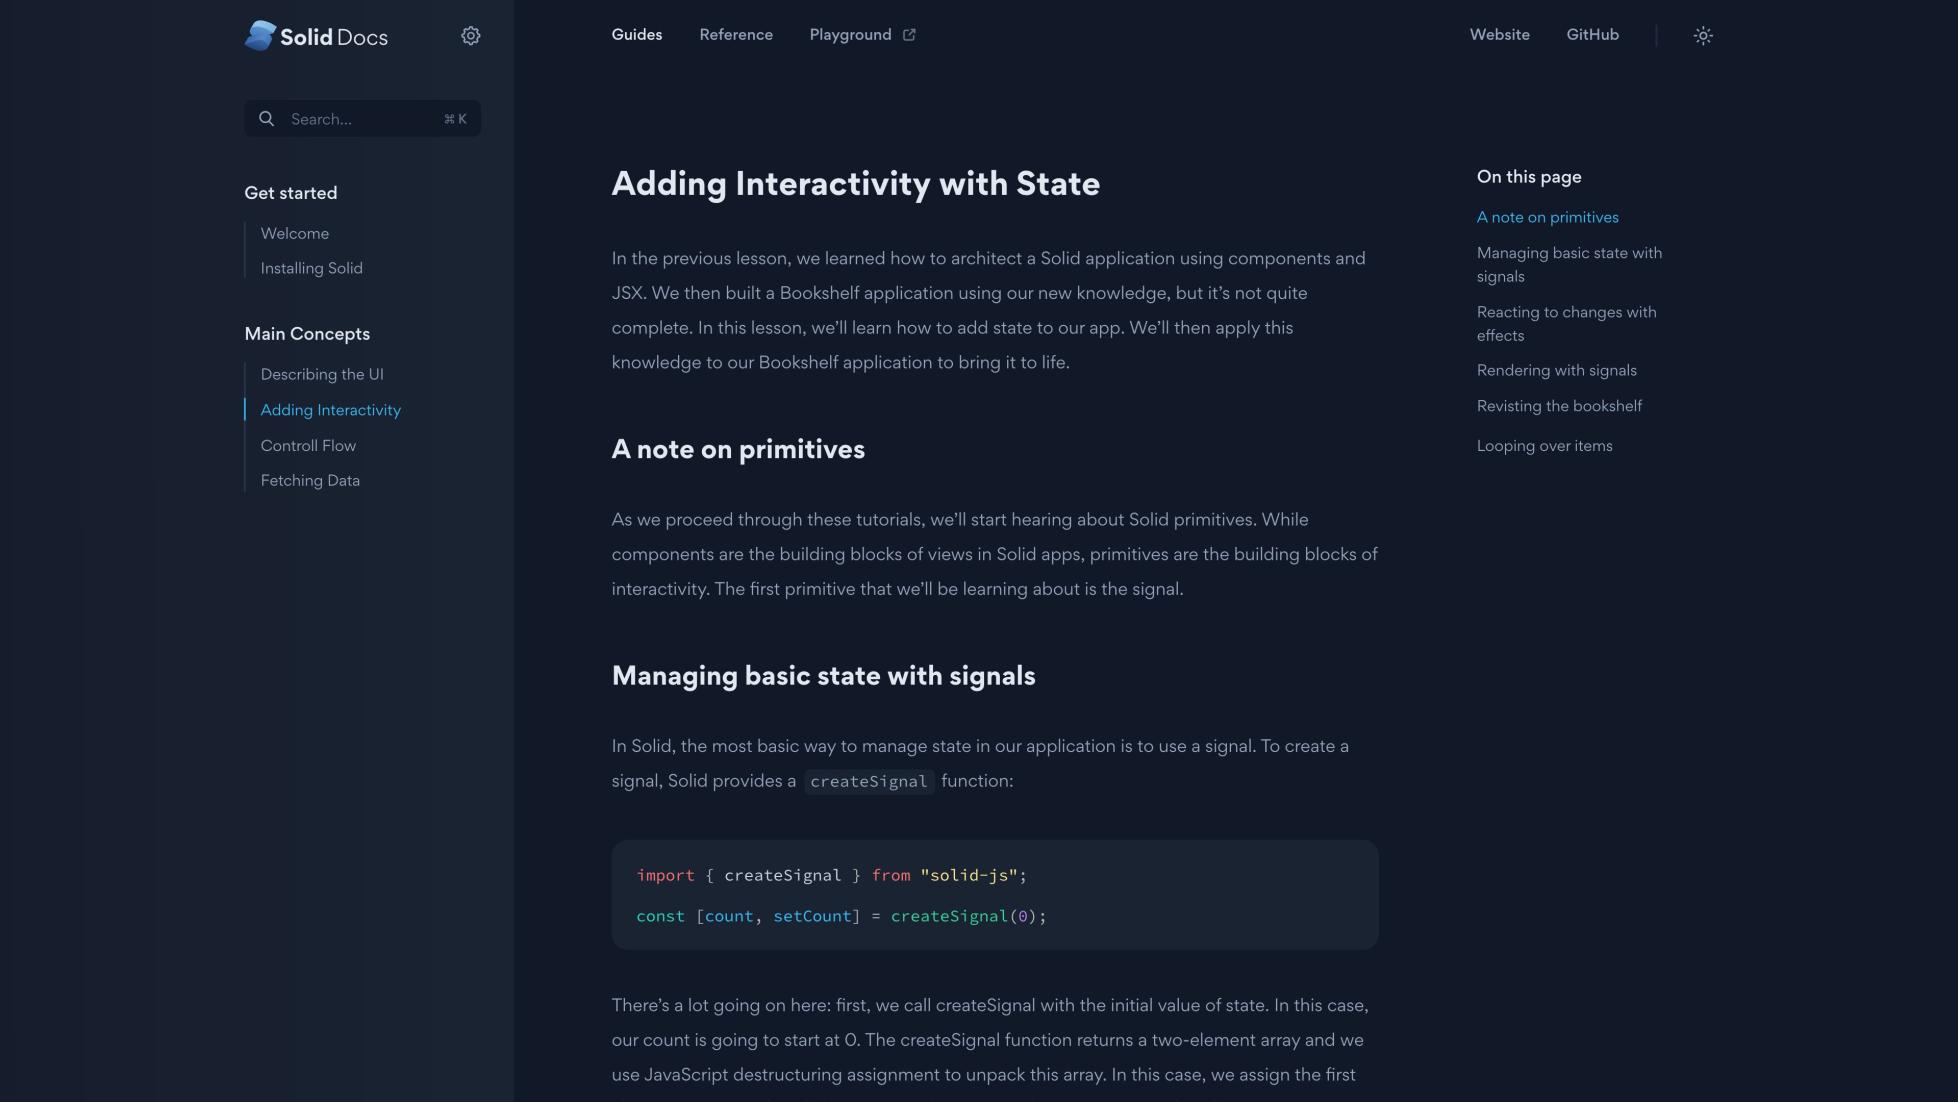 Solid Docs
Guides Reference Playground
Website GitHub
Search... ⌘ K
Get started
Welcome
Installing Solid
Main Concepts
Describing the UI
Adding Interactivity
Controll Flow
Fetching Data
Adding Interactivity with State
In the previous lesson, we learned how to architect a Solid application using components and
JSX. We then built a Bookshelf application using our new knowledge, but it’s not quite
complete. In this lesson, we’ll learn how to add state to our app. We’ll then apply this
knowledge to our Bookshelf application to bring it to life.
A note on primitives
As we proceed through these tutorials, we’ll start hearing about Solid primitives. While
components are the building blocks of views in Solid apps, primitives are the building blocks of
interactivity. The first primitive that we’ll be learning about is the signal.
Managing basic state with signals
In Solid, the most basic way to manage state in our application is to use a signal. To create a
signal, Solid provides a createSignal function:
import { createSignal } from "solid-js";
const [count, setCount] = createSignal(0);
There’s a lot going on here: first, we call createSignal with the initial value of state. In this case,
our count is going to start at 0. The createSignal function returns a two-element array and we
use JavaScript destructuring assignment to unpack this array. In this case, we assign the first
On this page
A note on primitives
Managing basic state with
signals
Reacting to changes with
effects
Rendering with signals
Revisting the bookshelf
Looping over items